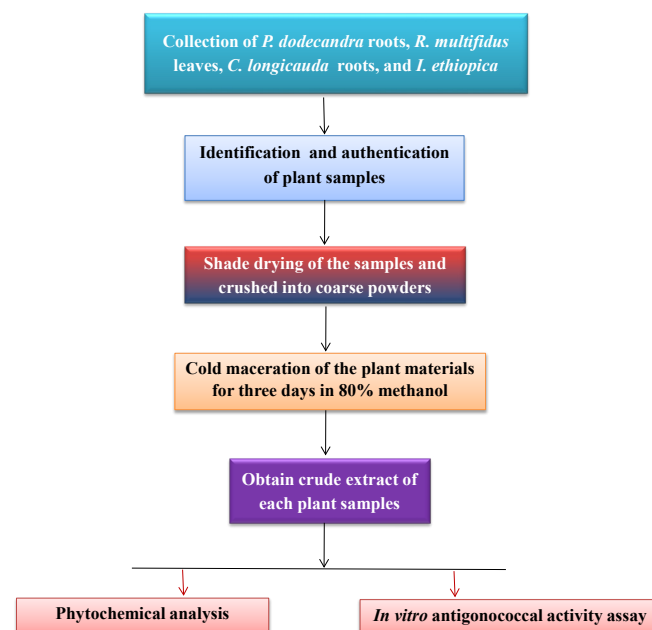 Collection of P. dodecandra roots, R. multifidus
leaves, C. longicauda roots, and I. ethiopica
Identification and authentication
of plant samples
Shade drying of the samples and
crushed into coarse powders
Cold maceration of the plant materials
for three days in 80% methanol
Obtain crude extract of
each plant samples
Phytochemical analysis
In vitro antigonococcal activity assay